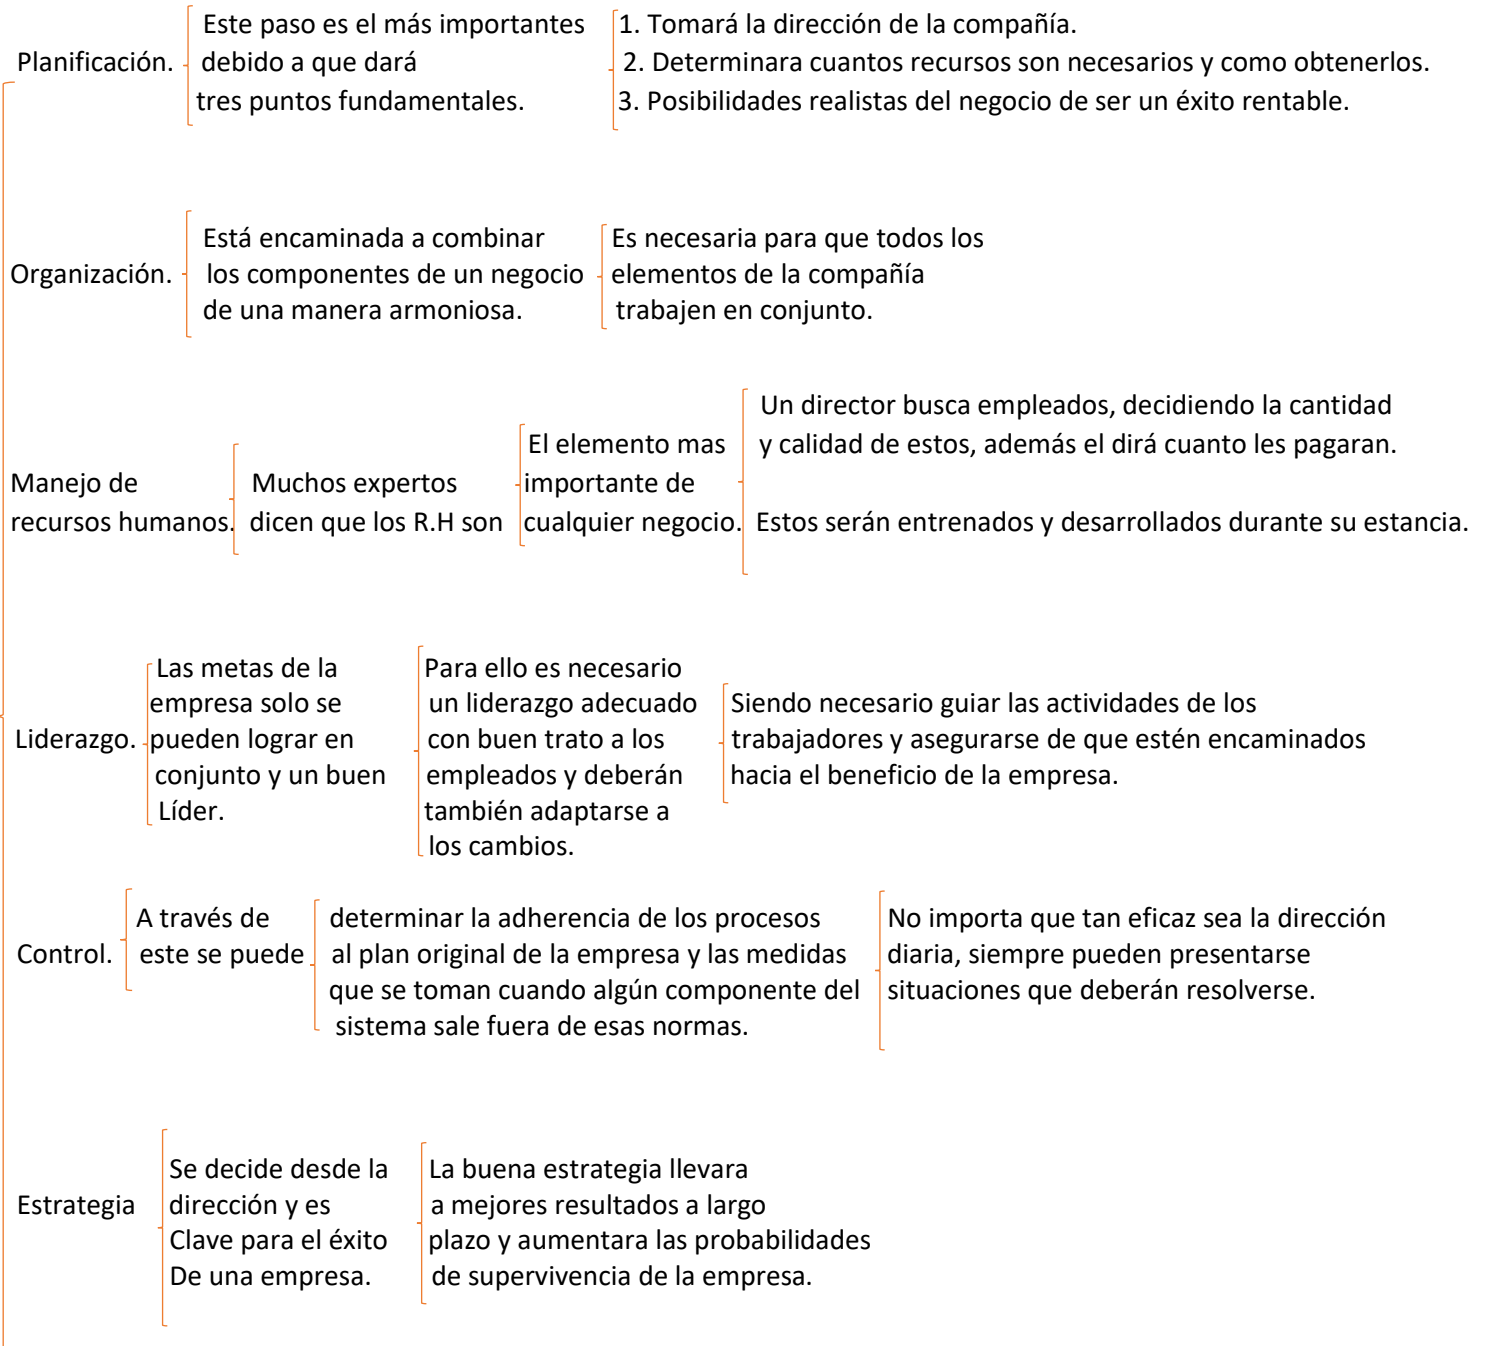 Planificación.
Este paso es el más importantes
debido a que dará
tres puntos fundamentales.
1. Tomará la dirección de la compañía.
2. Determinara cuantos recursos son necesarios y como obtenerlos.
3. Posibilidades realistas del negocio de ser un éxito rentable.
Organización.
Está encaminada a combinar
los componentes de un negocio
de una manera armoniosa.
Es necesaria para que todos los
elementos de la compañía
trabajen en conjunto.
Manejo de
recursos humanos.
Muchos expertos
dicen que los R.H son
El elemento mas
importante de
cualquier negocio.
Un director busca empleados, decidiendo la cantidad
y calidad de estos, además el dirá cuanto les pagaran.
Estos serán entrenados y desarrollados durante su estancia.
Liderazgo.
Las metas de la
empresa solo se
pueden lograr en
conjunto y un buen
Líder.
Para ello es necesario
un liderazgo adecuado
con buen trato a los
empleados y deberán
también adaptarse a
los cambios.
Siendo necesario guiar las actividades de los
trabajadores y asegurarse de que estén encaminados
hacia el beneficio de la empresa.
Control.
A través de
este se puede
determinar la adherencia de los procesos
al plan original de la empresa y las medidas
que se toman cuando algún componente del
sistema sale fuera de esas normas.
No importa que tan eficaz sea la dirección
diaria, siempre pueden presentarse
situaciones que deberán resolverse.
Estrategia
Se decide desde la
dirección y es
Clave para el éxito
De una empresa.
La buena estrategia llevara
a mejores resultados a largo
plazo y aumentara las probabilidades
de supervivencia de la empresa.